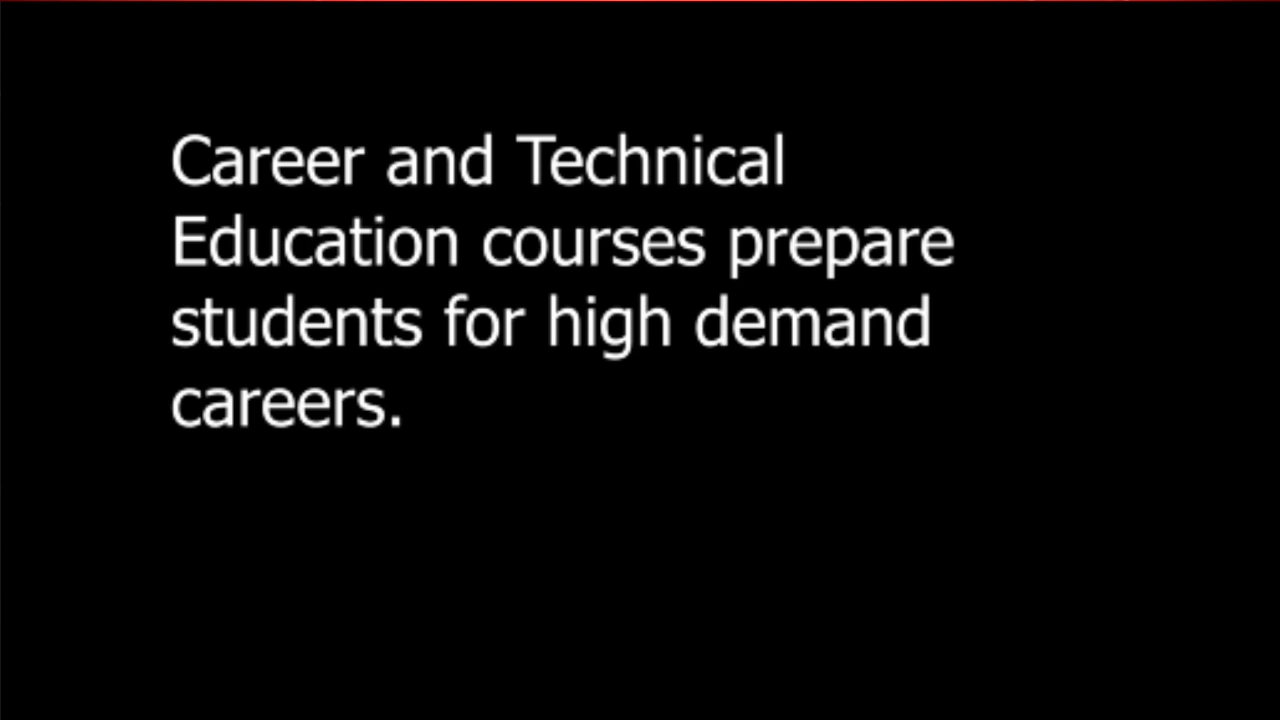 Career and Technical
Education courses prepare
students for high demand
careers.